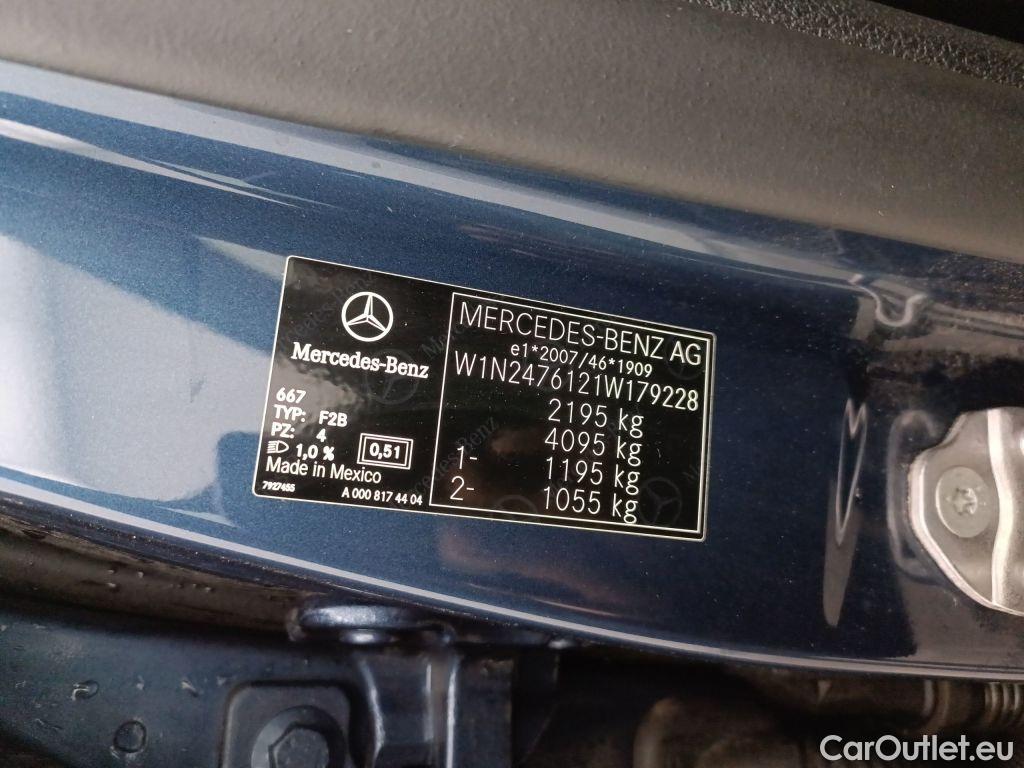 Mercedes-Benz
667
TYP: F2B
PZ: 4
1,0 %
0,51
Made in Mexico
7927455
A 000 817 44 04
MERCEDES-BENZ AG
e1*2007/46*1909
W1N2476121W179228
2195 kg
4095 kg
1- 1195 kg
2- 1055 kg
CarOutlet.eu